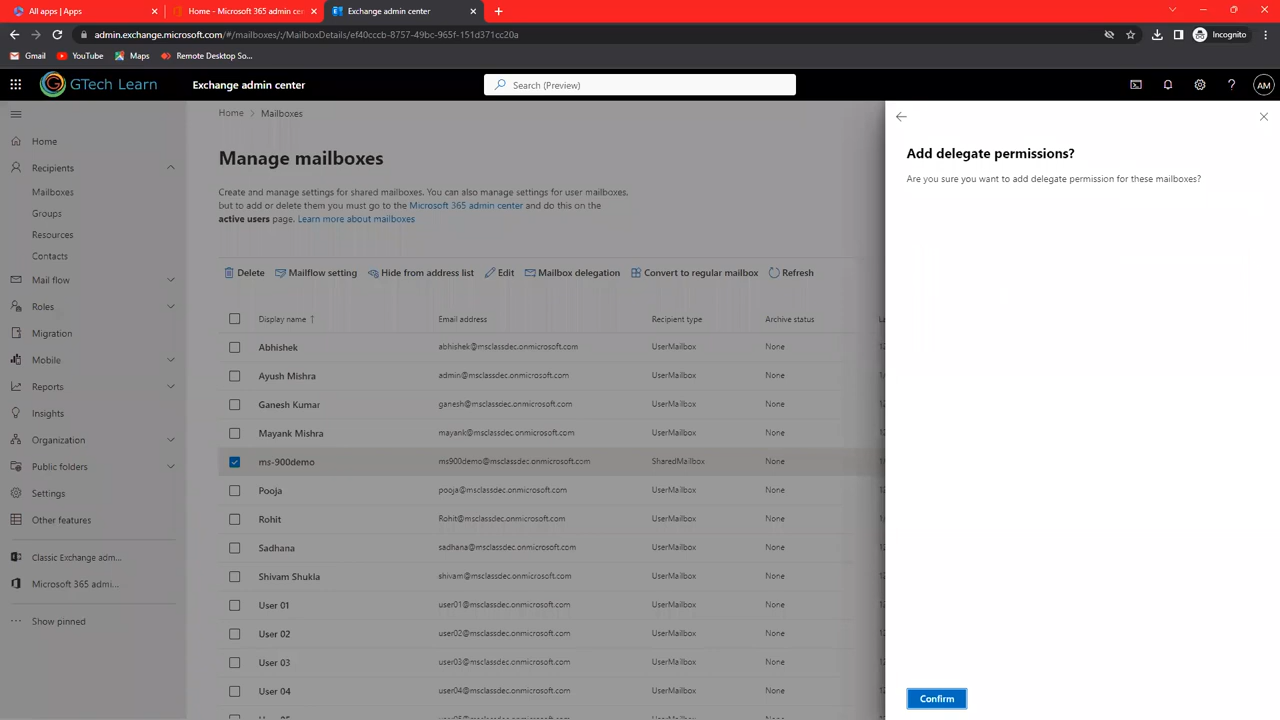 All apps | Apps
Home - Microsoft 365 admin cen
Exchange admin center
admin.exchange.microsoft.com/#/mailboxes/:/MailboxDetails/ef40cccb-8757-49bc-965f-151d371cc20a
Incognito
Gmail
YouTube
Maps
Remote Desktop So...
GTech Learn
Exchange admin center
Search (Preview)
AM
Home
Recipients
Mailboxes
Groups
Resources
Contacts
Mail flow
Roles
Migration
Mobile
Reports
Insights
Organization
Public folders
Settings
Other features
Classic Exchange adm...
Microsoft 365 admi...
Show pinned
Home > Mailboxes
Manage mailboxes
Create and manage settings for shared mailboxes. You can also manage settings for user mailboxes,
but to add or delete them you must go to the Microsoft 365 admin center and do this on the
active users page. Learn more about mailboxes
Delete Mailflow setting Hide from address list Edit Mailbox delegation Convert to regular mailbox Refresh
Display name ↑ Email address Recipient type Archive status
Abhishek abhishek@msclassdec.onmicrosoft.com UserMailbox None
Ayush Mishra admin@msclassdec.onmicrosoft.com UserMailbox None
Ganesh Kumar ganesh@msclassdec.onmicrosoft.com UserMailbox None
Mayank Mishra mayank@msclassdec.onmicrosoft.com UserMailbox None
ms-900demo ms900demo@msclassdec.onmicrosoft.com SharedMailbox None
Pooja pooja@msclassdec.onmicrosoft.com UserMailbox None
Rohit Rohit@msclassdec.onmicrosoft.com UserMailbox None
Sadhana sadhana@msclassdec.onmicrosoft.com UserMailbox None
Shivam Shukla shivam@msclassdec.onmicrosoft.com UserMailbox None
User 01 user01@msclassdec.onmicrosoft.com UserMailbox None
User 02 user02@msclassdec.onmicrosoft.com UserMailbox None
User 03 user03@msclassdec.onmicrosoft.com UserMailbox None
User 04 user04@msclassdec.onmicrosoft.com UserMailbox None
Add delegate permissions?
Are you sure you want to add delegate permission for these mailboxes?
Confirm